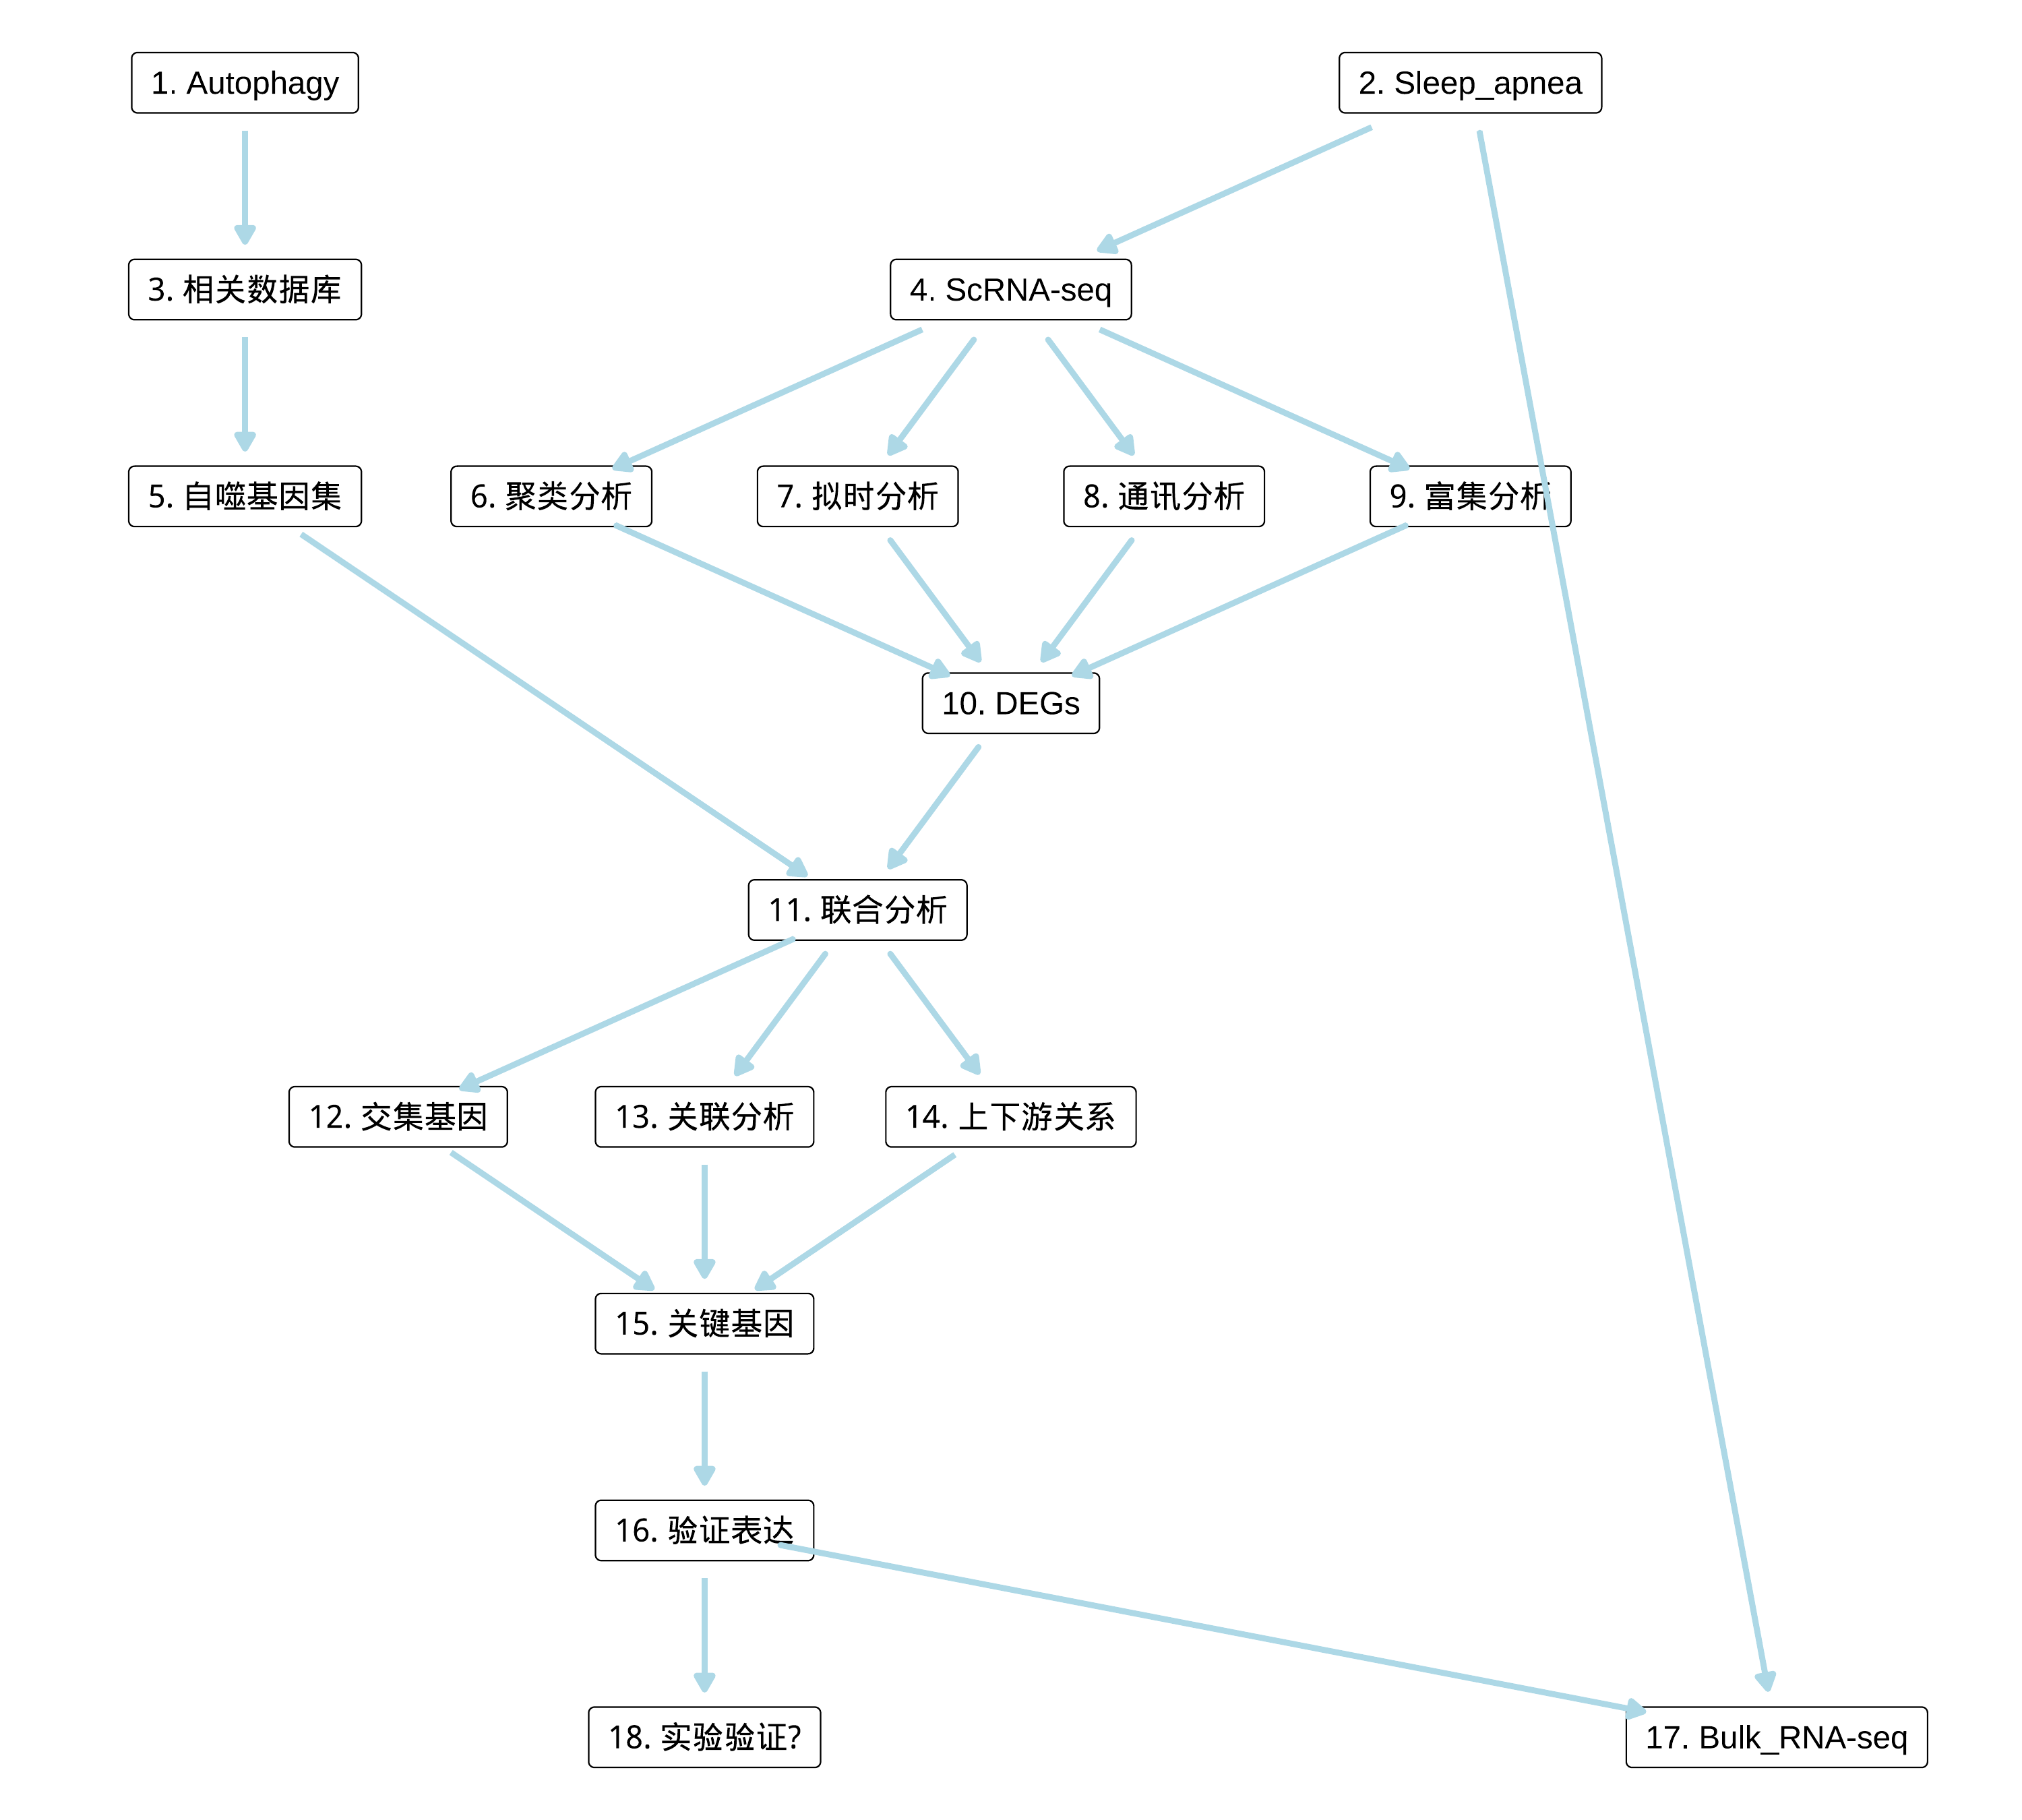 1. Autophagy
2. Sleep_apnea
3. 相关数据库
4. ScRNA-seq
5. 自噬基因集
6. 聚类分析
7. 拟时分析
8. 通讯分析
9. 富集分析
10. DEGs
11. 联合分析
12. 交集基因
13. 关联分析
14. 上下游关系
15. 关键基因
16. 验证表达
18. 实验验证?
17. Bulk_RNA-seq